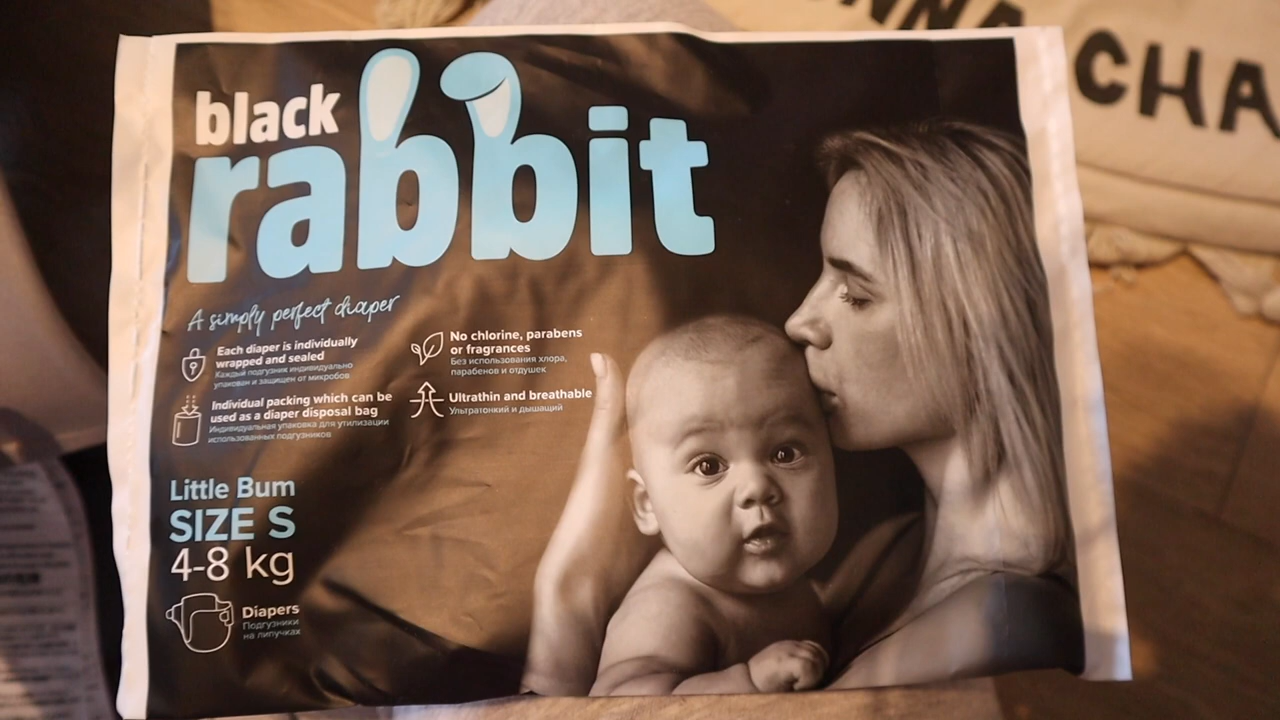 black
rabbit
A simply perfect diaper
Each diaper is individually
wrapped and sealed
Каждый подгузник индивидуально
упакован и защищен от микробов
Individual packing which can be
used as a diaper disposal bag
Индивидуальная упаковка для утилизации
использованных подгузников
No chlorine, parabens
or fragrances
Без использования хлора,
парабенов и отдушек
Ultrathin and breathable
Ультратонкий и дышащий
Little Bum
SIZE S
4-8 kg
Diapers
Подгузники
на липучках
CHA